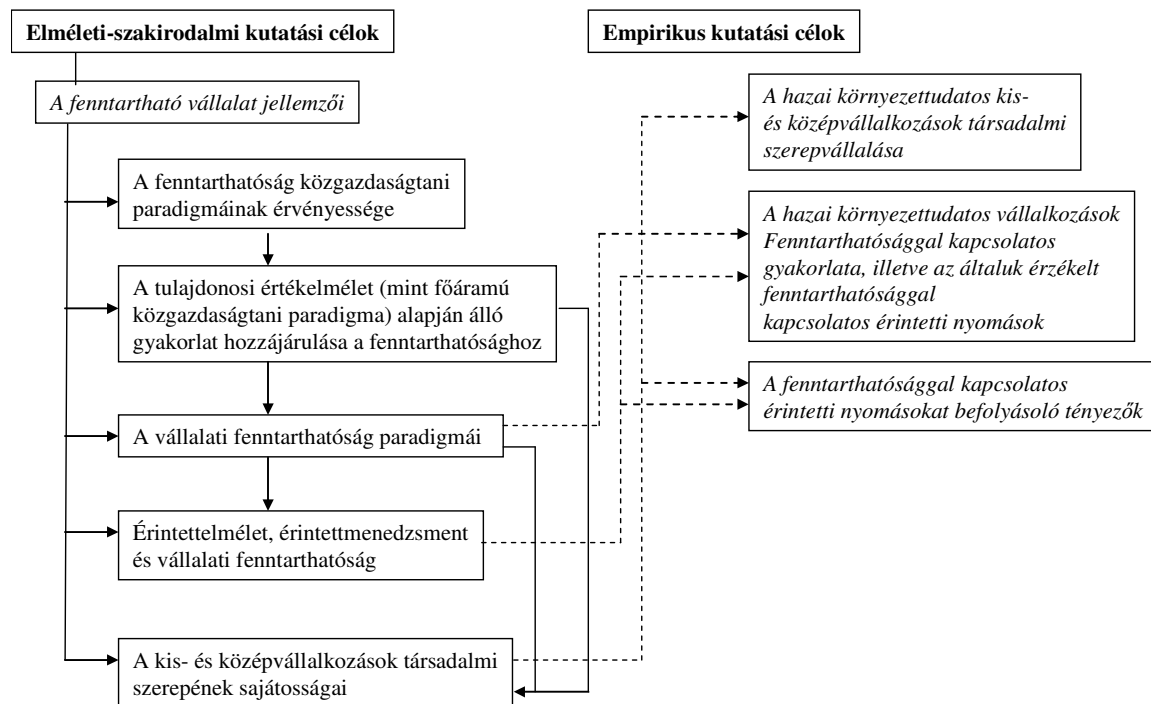 Elméleti-szakirodalmi kutatási célok
A fenntartható vállalat jellemzői
A fenntarthatóság közgazdaságtani
paradigmáinak érvényessége
A tulajdonosi értékelmélet (mint főáramú
közgazdaságtani paradigma) alapján álló
gyakorlat hozzájárulása a fenntarthatósághoz
A vállalati fenntarthatóság paradigmái
Érintettelmélet, érintettmenedzsment
és vállalati fenntarthatóság
A kis- és középvállalkozások társadalmi
szerepének sajátosságai
Empirikus kutatási célok
A hazai környezettudatos kis-
és középvállalkozások társadalmi
szerepvállalása
A hazai környezettudatos vállalkozások
Fenntarthatósággal kapcsolatos
gyakorlata, illetve az általuk érzékelt
fenntarthatósággal
kapcsolatos érintetti nyomások
A fenntarthatósággal kapcsolatos
érintetti nyomásokat befolyásoló tényezők